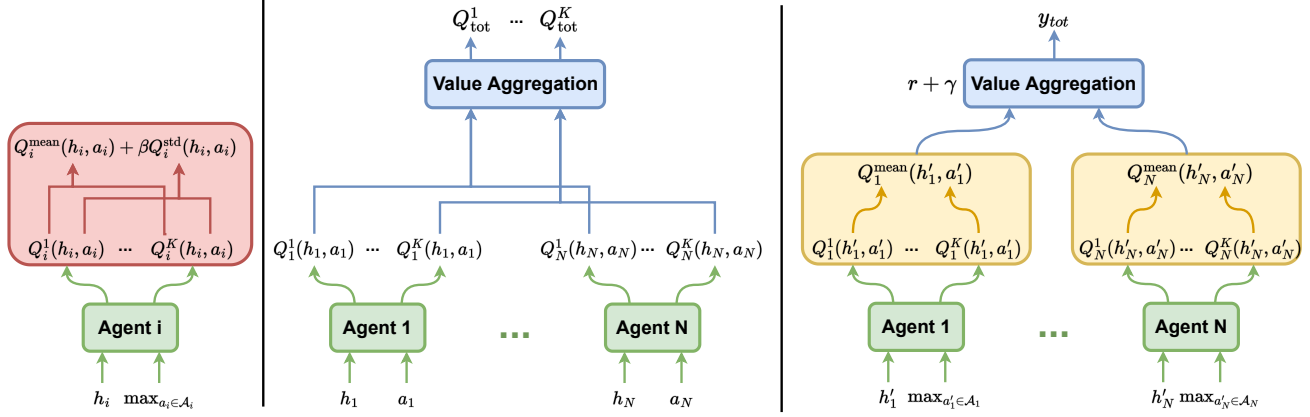 Q_i^mean(h_i, a_i) + βQ_i^std(h_i, a_i)
Q_i^1(h_i, a_i) ... Q_i^K(h_i, a_i)
Agent i
h_i max_{a_i∈𝒜_i}
Q_tot^1 ... Q_tot^K
Value Aggregation
Q_1^1(h_1, a_1) ... Q_1^K(h_1, a_1) Q_N^1(h_N, a_N) ... Q_N^K(h_N, a_N)
Agent 1 ... Agent N
h_1 a_1 h_N a_N
y_tot
r + γ Value Aggregation
Q_1^mean(h'_1, a'_1) Q_N^mean(h'_N, a'_N)
Q_1^1(h'_1, a'_1) ... Q_1^K(h'_1, a'_1) Q_N^1(h'_N, a'_N) ... Q_N^K(h'_N, a'_N)
Agent 1 ... Agent N
h'_1 max_{a'_1∈𝒜_1} h'_N max_{a'_N∈𝒜_N}